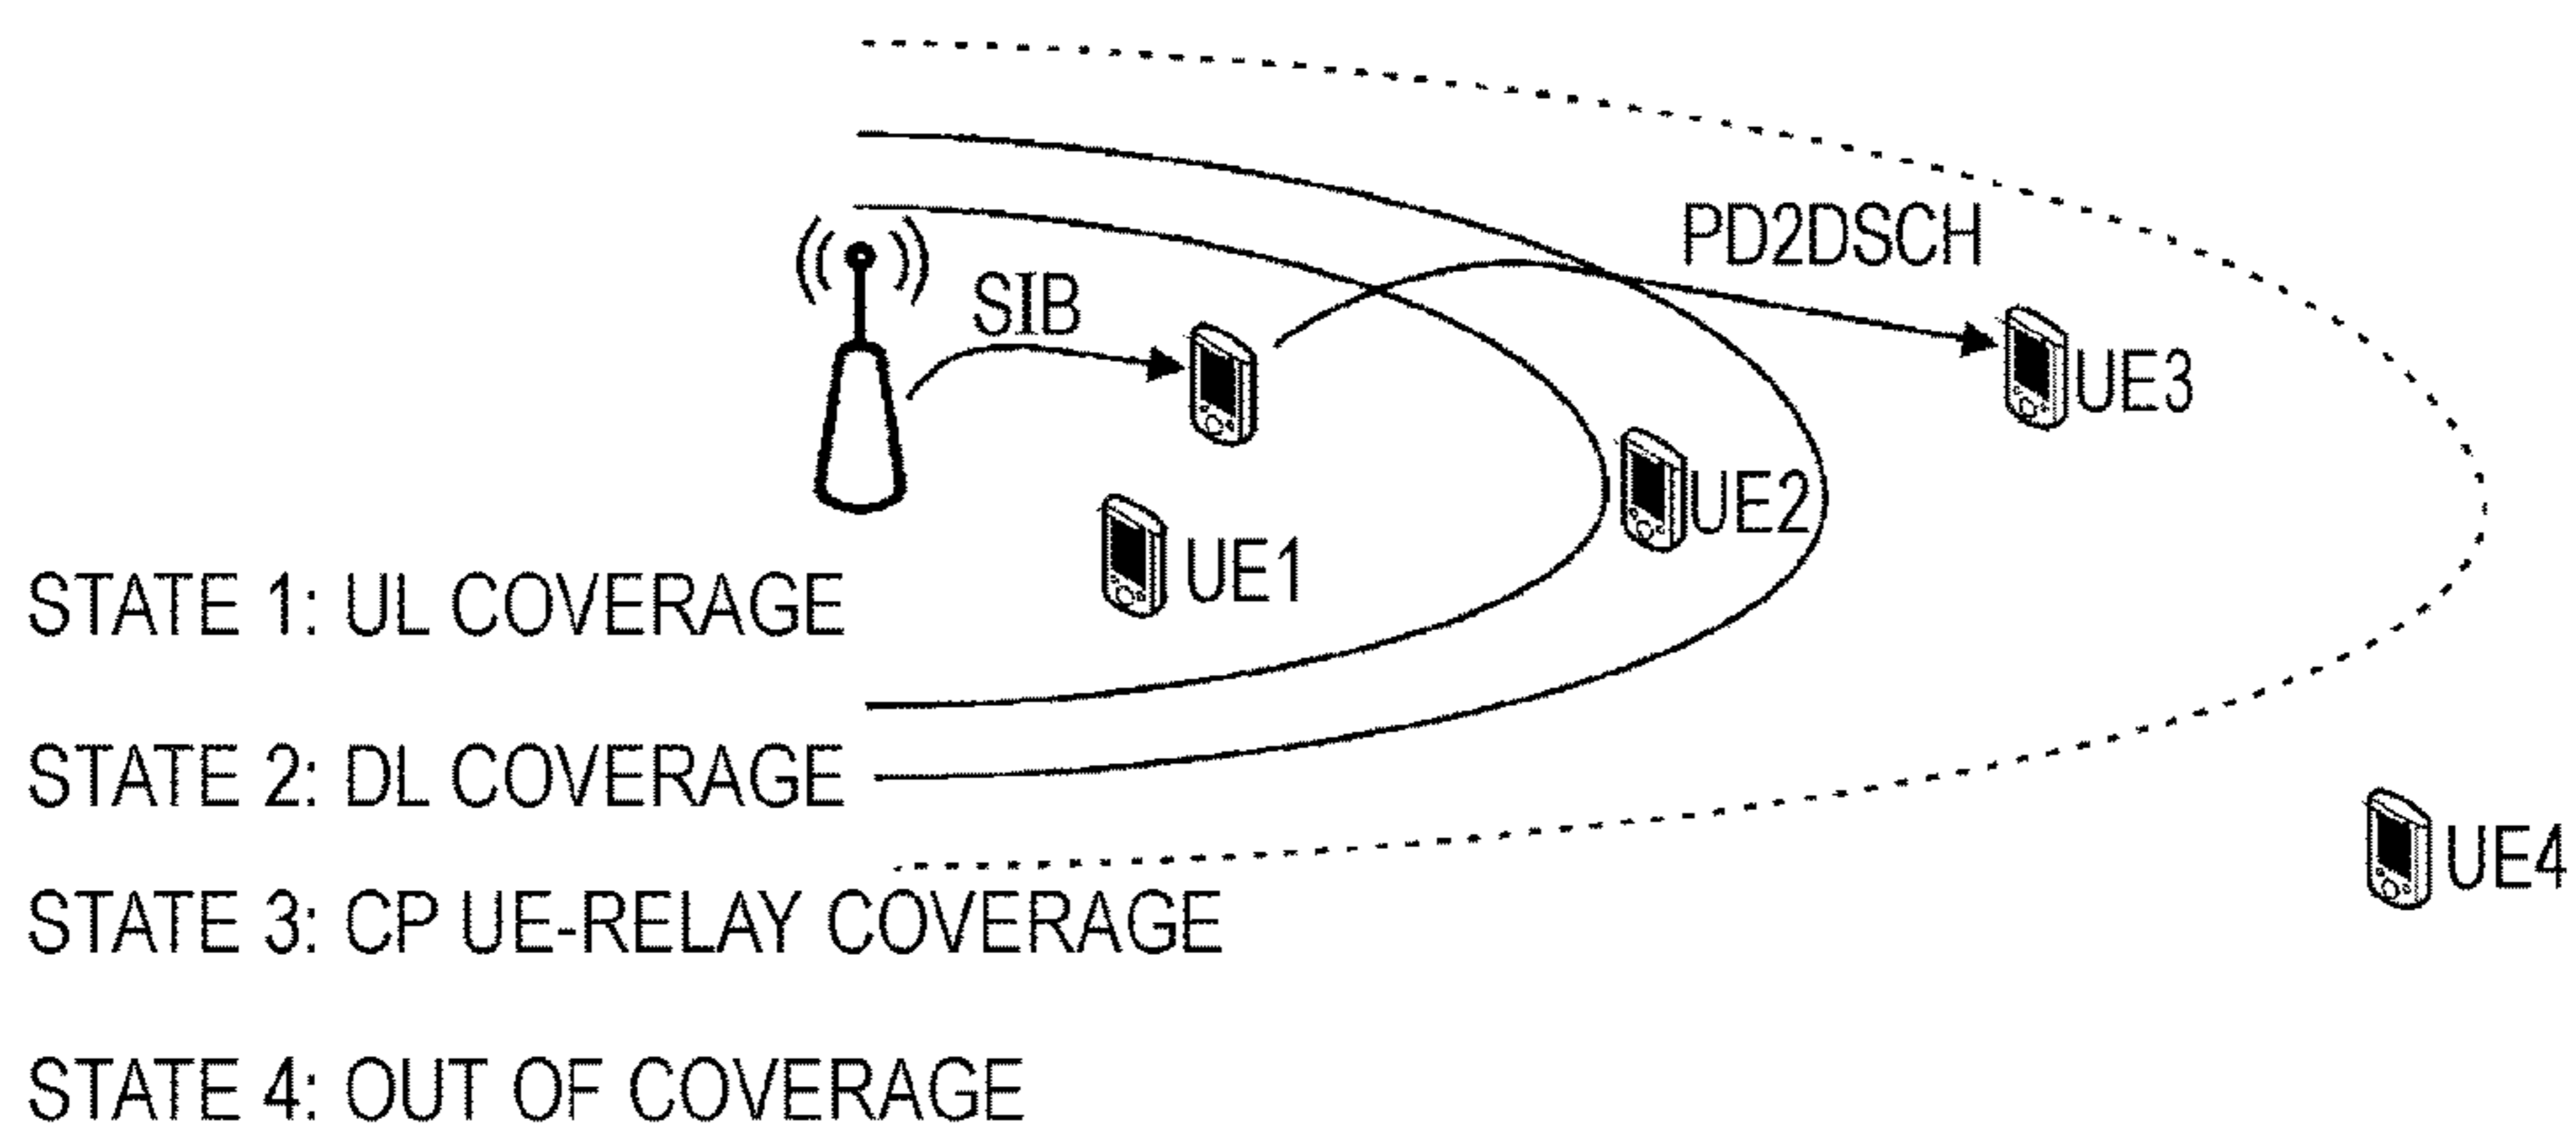 PD2DSCH
SIB
UE3
UE2
UE1
STATE 1: UL COVERAGE
STATE 2: DL COVERAGE
UE4
STATE 3: CP UE-RELAY COVERAGE
STATE 4: OUT OF COVERAGE